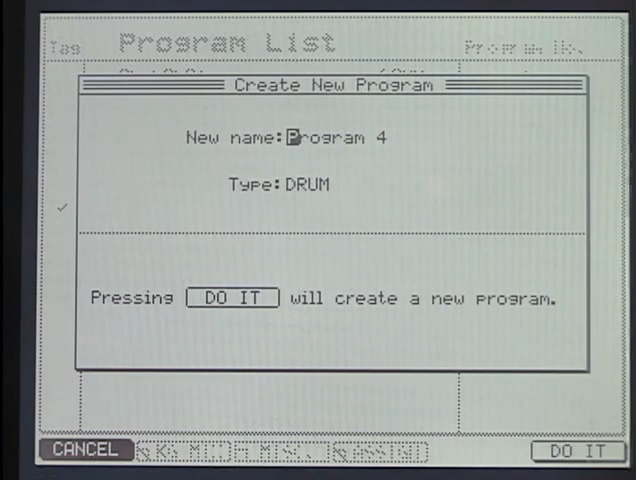 Tag Program List
Create New Program
New name:Program 4
Type:DRUM
Pressing DO IT will create a new program.
CANCEL DO IT